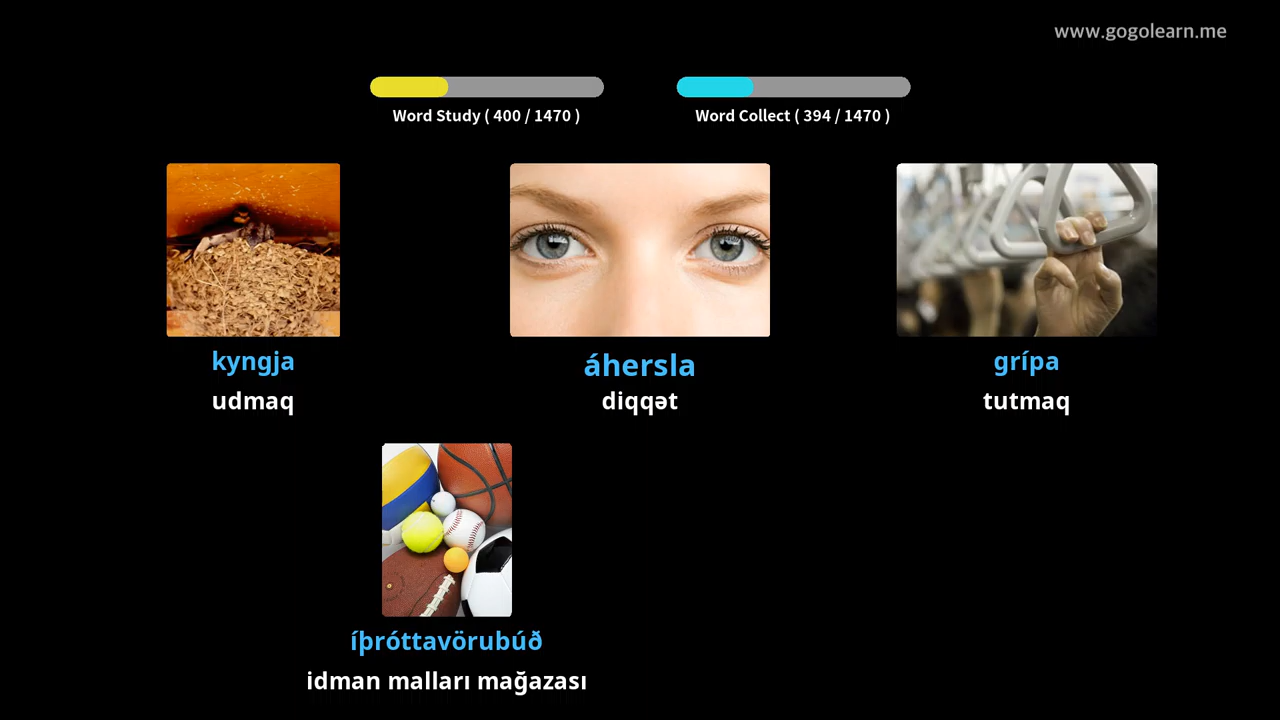 www.gogolearn.me
Word Study ( 400 / 1470 )
Word Collect ( 394 / 1470 )
kyngja
udmaq
áhersla
diqqət
grípa
tutmaq
íþróttavörubúð
idman malları mağazası